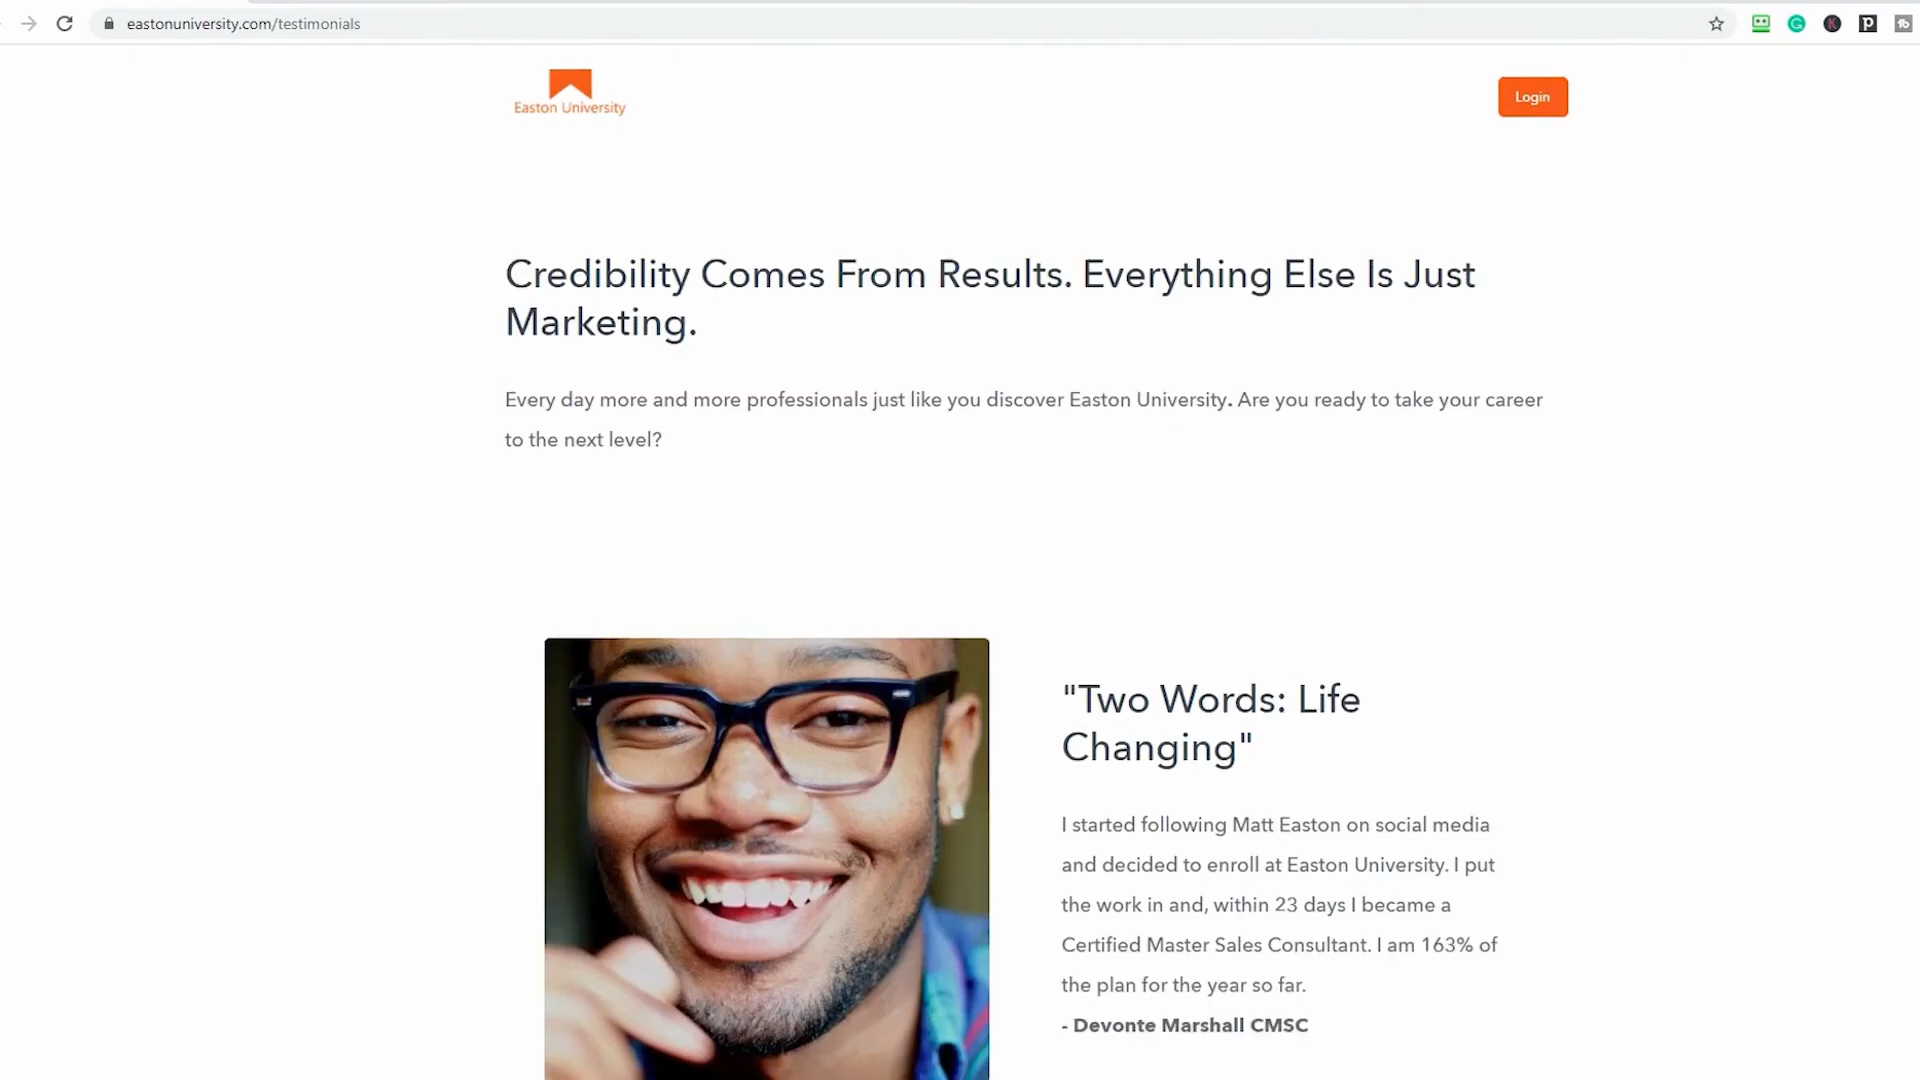 eastonuniversity.com/testimonials
Easton University
Login
Credibility Comes From Results. Everything Else Is Just
Marketing.
Every day more and more professionals just like you discover Easton University. Are you ready to take your career
to the next level?
"Two Words: Life
Changing"
I started following Matt Easton on social media
and decided to enroll at Easton University. I put
the work in and, within 23 days I became a
Certified Master Sales Consultant. I am 163% of
the plan for the year so far.
- Devonte Marshall CMSC